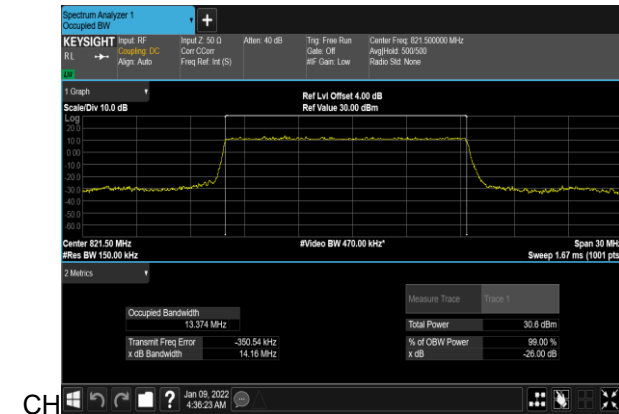 Spectrum Analyzer 1
Occupied BW
+
KEYSIGHT Input: RF Input Z: 50 Ω Atten: 40 dB Trig: Free Run Center Freq: 821.500000 MHz
R L Coupling: DC Corr CCorr Gate: Off Avg|Hold: 500/500
Align: Auto Freq Ref: Int (S) #IF Gain: Low Radio Std: None
1 Graph
Ref Lvl Offset 4.00 dB
Scale/Div 10.0 dB Ref Value 30.00 dBm
Log
20.0
10.0
0.00
-10.0
-20.0
-30.0
-40.0
-50.0
-60.0
Center 821.50 MHz #Video BW 470.00 kHz* Span 30 MHz
#Res BW 150.00 kHz Sweep 1.67 ms (1001 pts
2 Metrics
Measure Trace Trace 1
Occupied Bandwidth
13.374 MHz Total Power 30.6 dBm
Transmit Freq Error -350.54 kHz % of OBW Power 99.00 %
x dB Bandwidth 14.16 MHz x dB -26.00 dB
CH
? Jan 09, 2022
4:36:23 AM